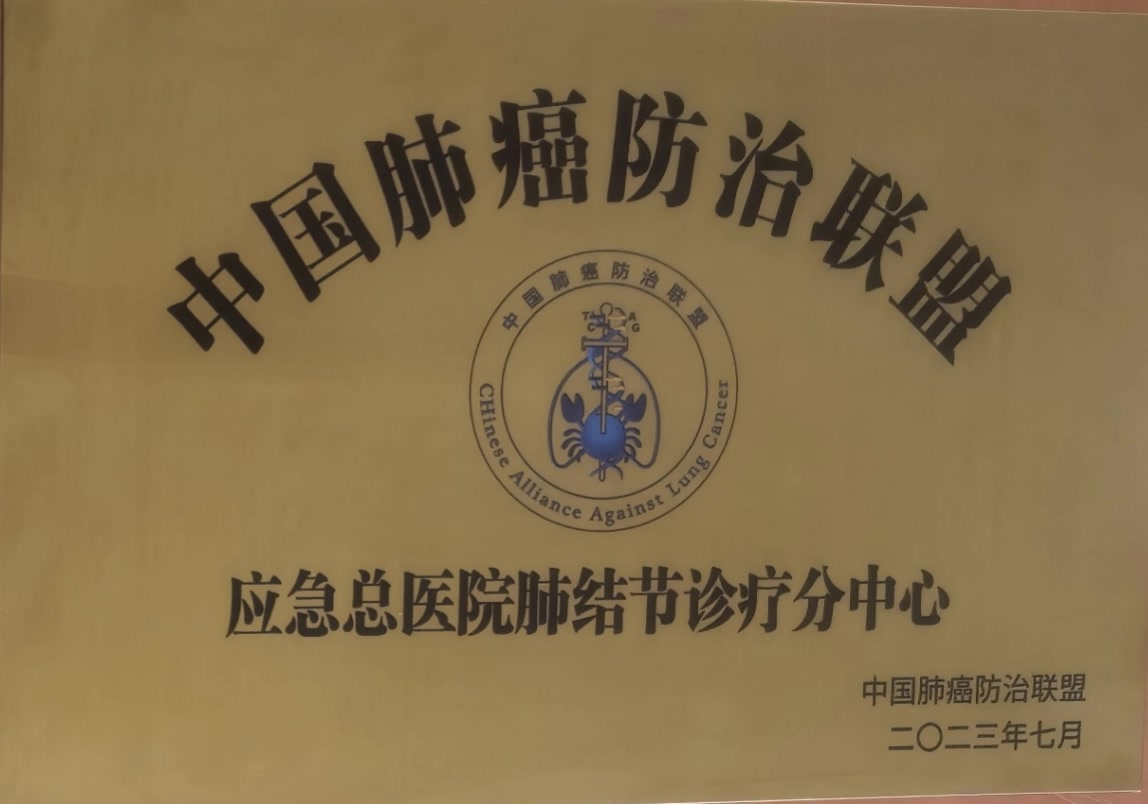 中国肺癌防治联盟
中国肺癌防治联盟
T A
C G
CHinese Alliance Against Lung Cancer
应急总医院肺结节诊疗分中心
中国肺癌防治联盟
二〇二三年七月